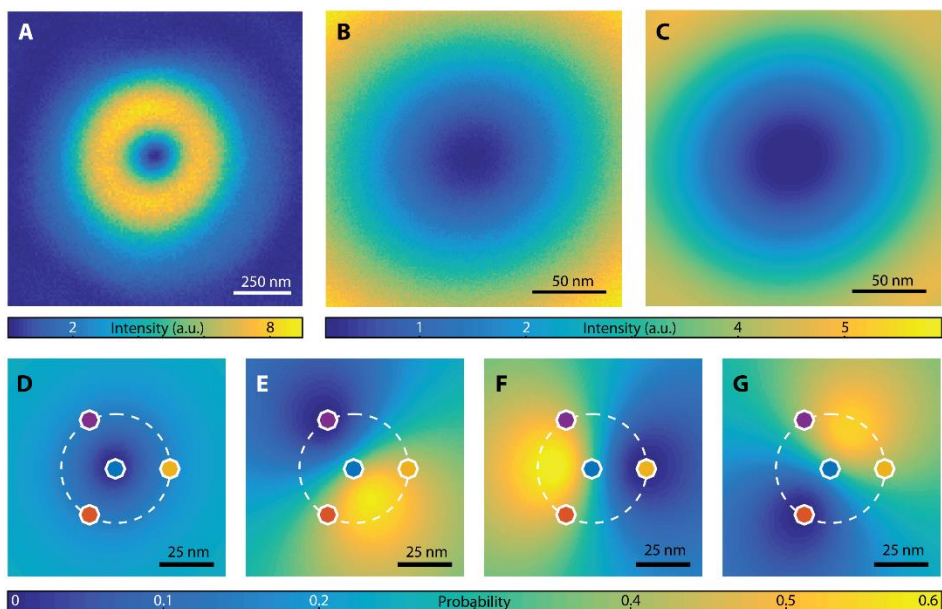 A
B
C
250 nm
50 nm
50 nm
2 Intensity (a.u.) 8
1 2 Intensity (a.u.) 4 5
D
E
F
G
25 nm
25 nm
25 nm
25 nm
0 0.1 0.2 Probability 0.4 0.5 0.6